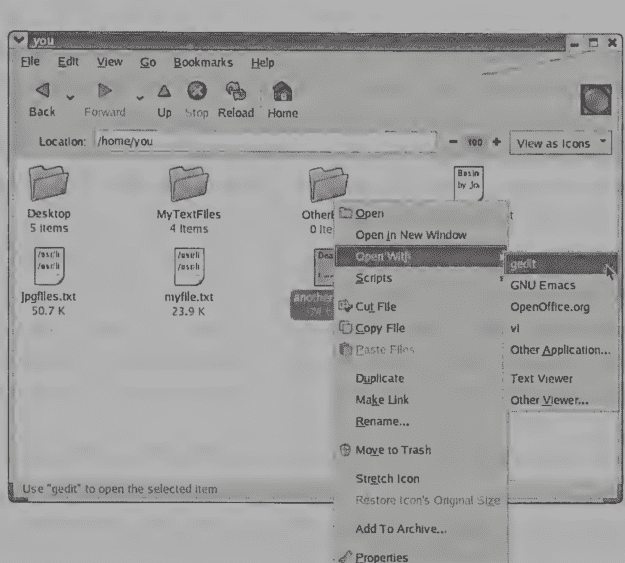 you
File Edit View Go Bookmarks Help
Back Forward Up Stop Reload Home
Location: /home/you
100
View as Icons
Desktop
5 items
MyTextFiles
4 items
0 ite
jpgfiles.txt
50.7 K
myfile.txt
23.9 K
another
Open
Open in New Window
Open With
Scripts
Cut File
Copy File
Paste Files
Duplicate
Make Link
Rename...
Move to Trash
Stretch Icon
Restore Icon's Original Size
Add To Archive...
Properties
gedit
GNU Emacs
OpenOffice.org
vi
Other Application...
Text Viewer
Other Viewer...
Use "gedit" to open the selected item